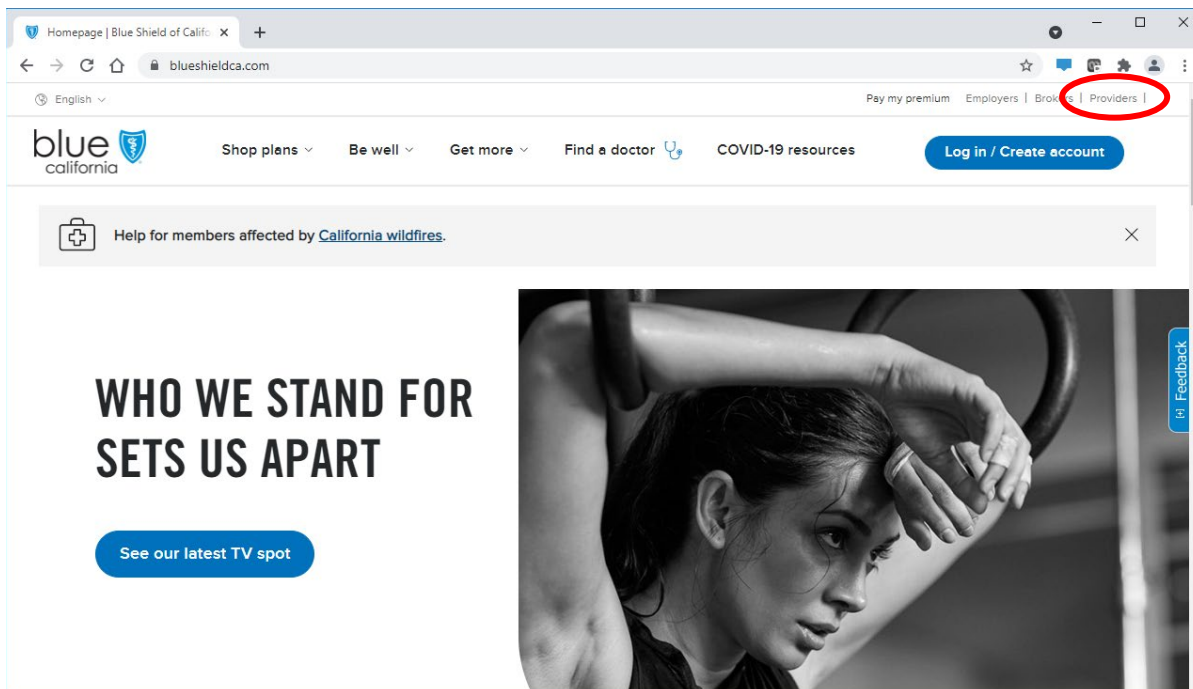 Homepage | Blue Shield of Califo
blueshieldca.com
English
Pay my premium Employers | Brokers | Providers |
blue
california
Shop plans Be well Get more Find a doctor COVID-19 resources Log in / Create account
Help for members affected by California wildfires.
WHO WE STAND FOR
SETS US APART
See our latest TV spot
[+] Feedback